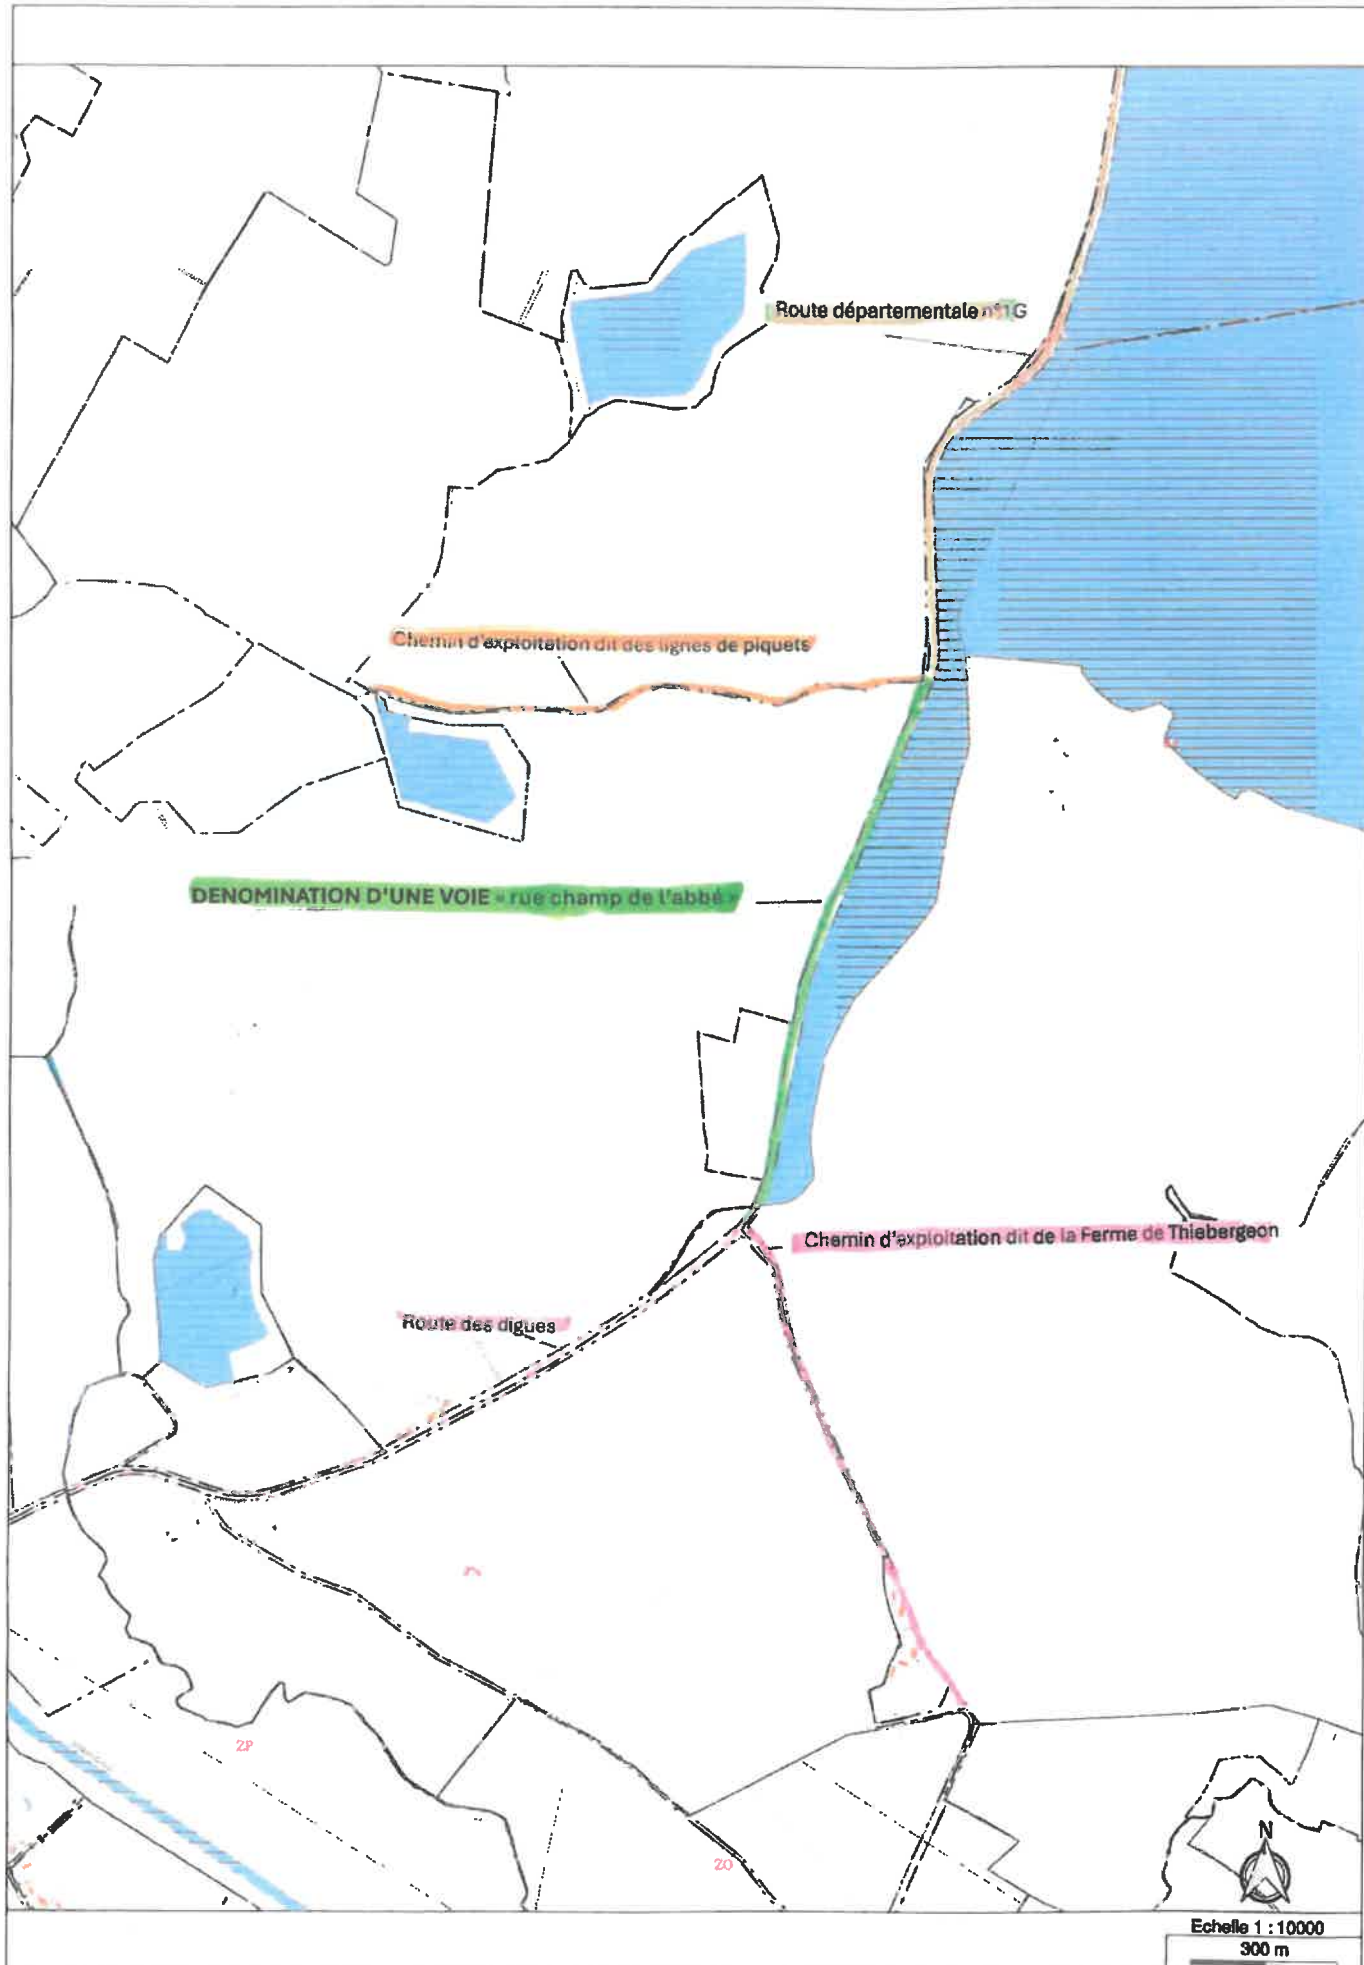 Route départementale n°1G
Chemin d'exploitation dit des lignes de piquets
DENOMINATION D'UNE VOIE « rue champ de l'abbé »
Chemin d'exploitation dit de la Ferme de Thiebergeon
Route des digues
ZP
ZO
N
Echelle 1 : 10000
300 m